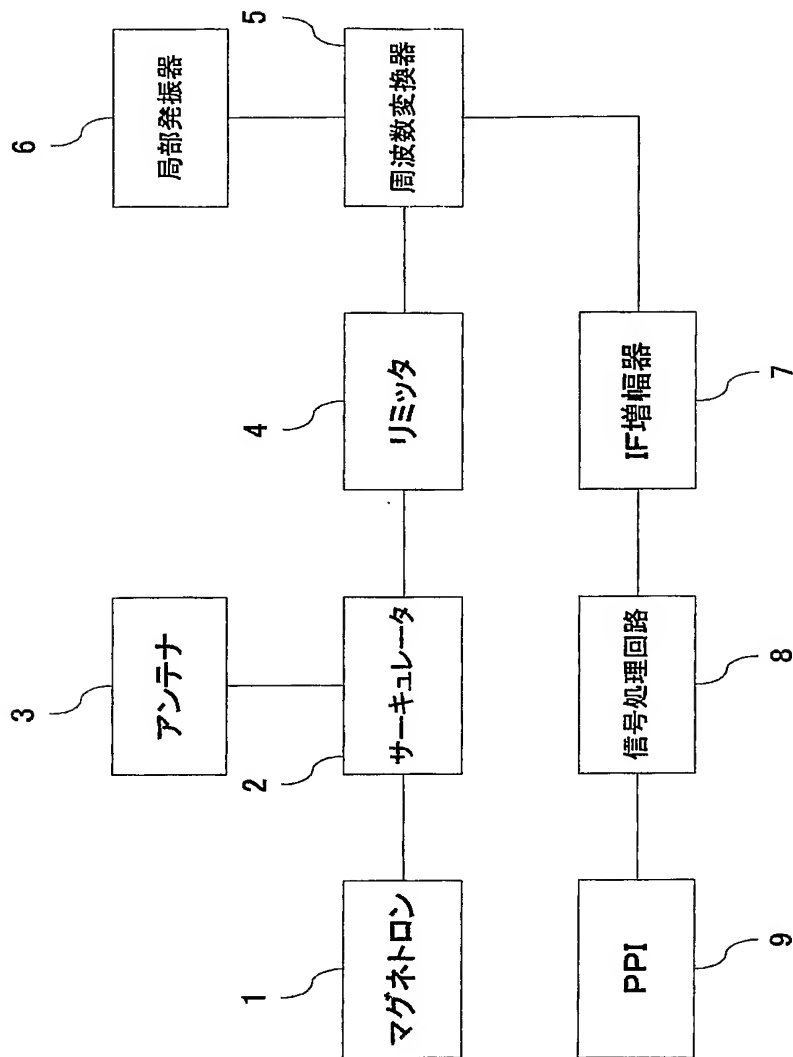 3
アンテナ
6
局部発振器
1
マグネトロン
2
サーキュレータ
4
リミッタ
5
周波数変換器
PPI
9
信号処理回路
8
IF増幅器
7